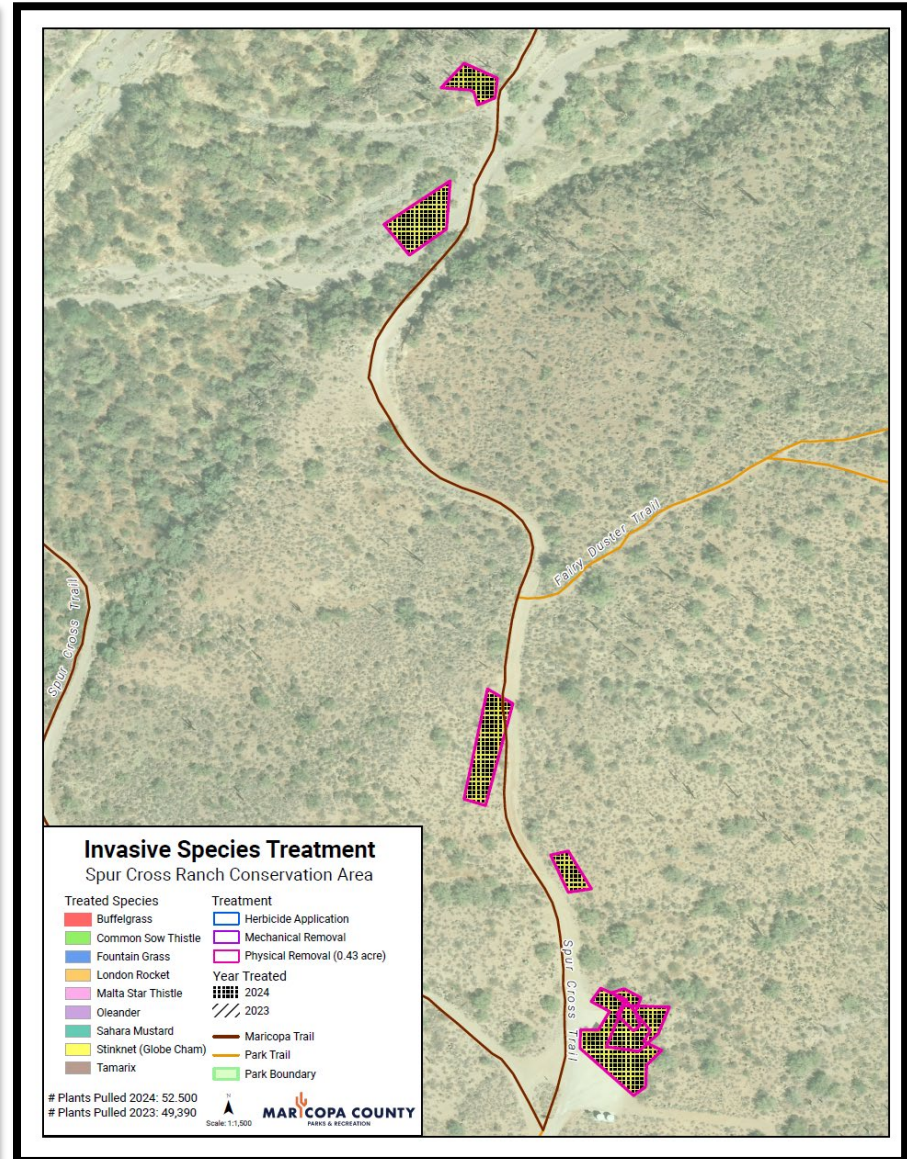 Fairy Duster Trail
Spur Cross Trail
Spur Cross Trail
Invasive Species Treatment
Spur Cross Ranch Conservation Area
Treated Species
Buffelgrass
Common Sow Thistle
Fountain Grass
London Rocket
Malta Star Thistle
Oleander
Sahara Mustard
Stinknet (Globe Cham)
Tamarix
Treatment
Herbicide Application
Mechanical Removal
Physical Removal (0.43 acre)
Year Treated
2024
2023
Maricopa Trail
Park Trail
Park Boundary
# Plants Pulled 2024: 52.500
# Plants Pulled 2023: 49,390
N
Scale: 1:1,500
MARICOPA COUNTY
PARKS & RECREATION